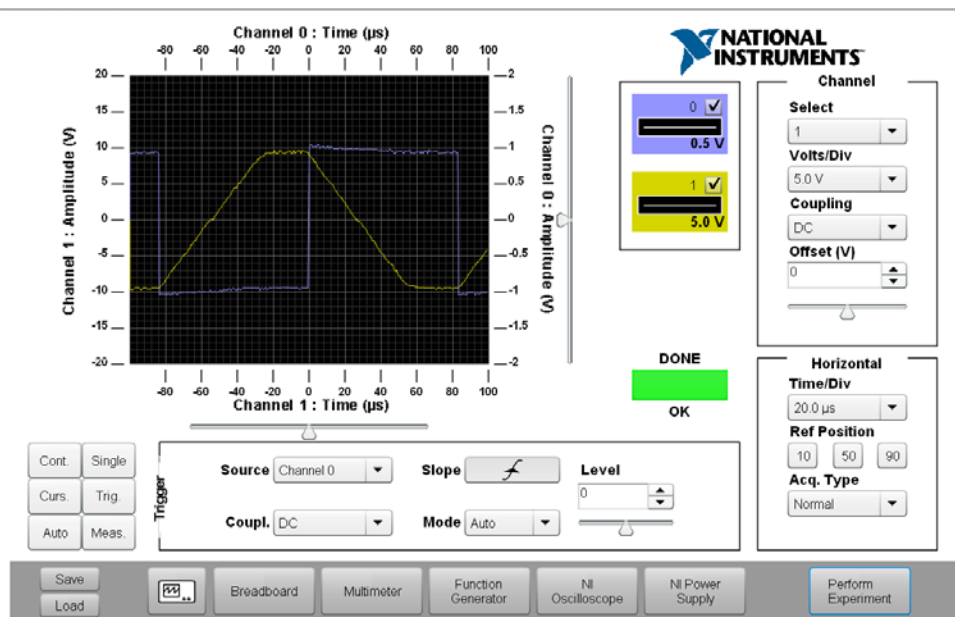 Channel 0 : Time (µs)
-80 -60 -40 -20 0 20 40 60 80 100
NATIONAL
INSTRUMENTS
20
15
10
5
0
-5
-10
-15
-20
Channel 1 : Amplitude (V)
2
1.5
1
0.5
0
-0.5
-1
-1.5
-2
Channel 0 : Amplitude (V)
-80 -60 -40 -20 0 20 40 60 80 100
Channel 1 : Time (µs)
0
0.5 V
1
5.0 V
Channel
Select
1
Volts/Div
5.0 V
Coupling
DC
Offset (V)
0
DONE
OK
Horizontal
Time/Div
20.0 µs
Ref Position
10 50 90
Acq. Type
Normal
Cont. Single
Curs. Trig.
Auto Meas.
Trigger
Source Channel 0 Slope Level
0
Coupl. DC Mode Auto
Save
Load
Breadboard
Multimeter
Function
Generator
NI
Oscilloscope
NI Power
Supply
Perform
Experiment